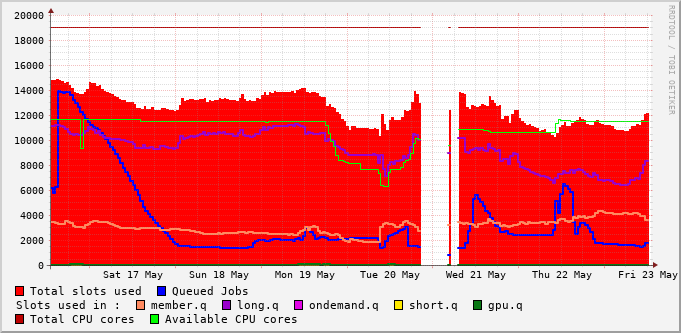 20000
18000
16000
14000
12000
10000
8000
6000
4000
2000
0
Sat 17 May Sun 18 May Mon 19 May Tue 20 May Wed 21 May Thu 22 May Fri 23 May
RRDTOOL / TOBI OETIKER
Total slots used Queued Jobs
Slots used in : member.q long.q ondemand.q short.q gpu.q
Total CPU cores Available CPU cores